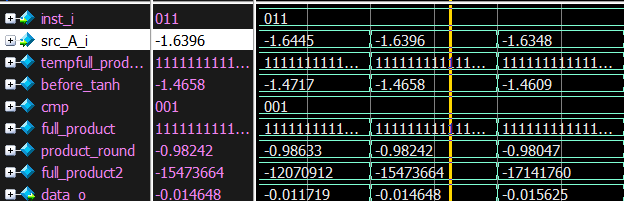 inst_i 011 011
src_A_i -1.6396 -1.6445 -1.6396 -1.6348
tempfull_prod... 1111111111... 1111111111... 1111111111... 1111111111...
before_tanh -1.4658 -1.4717 -1.4658 -1.4609
cmp 001 001
full_product 1111111111... 1111111111... 1111111111... 1111111111...
product_round -0.98242 -0.98633 -0.98242 -0.98047
full_product2 -15473664 -12070912 -15473664 -17141760
data_o -0.014648 -0.011719 -0.014648 -0.015625